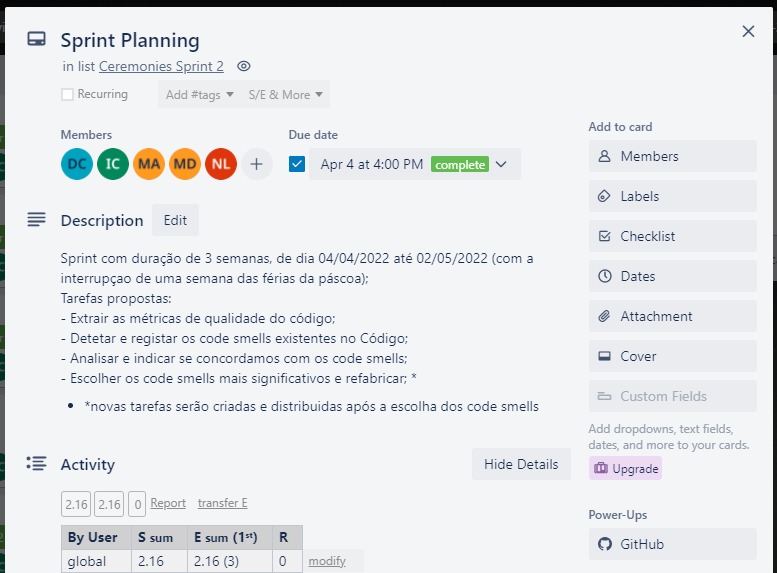 Sprint Planning
in list Ceremonies Sprint 2
Recurring
Add #tags
S/E & More
Members
Due date
DC
IC
MA
MD
NL
Apr 4 at 4:00 PM complete
Description
Edit
Sprint com duração de 3 semanas, de dia 04/04/2022 até 02/05/2022 (com a
interrupçao de uma semana das férias da páscoa);
Tarefas propostas:
- Extrair as métricas de qualidade do código;
- Detetar e registar os code smells existentes no Código;
- Analisar e indicar se concordamos com os code smells;
- Escolher os code smells mais significativos e refabricar; *
• *novas tarefas serão criadas e distribuidas após a escolha dos code smells
Activity
Hide Details
2.16 2.16 0 Report transfer E
By User S sum E sum (1st) R
global 2.16 2.16 (3) 0 modify
Add to card
Members
Labels
Checklist
Dates
Attachment
Cover
Custom Fields
Add dropdowns, text fields,
dates, and more to your cards.
Upgrade
Power-Ups
GitHub